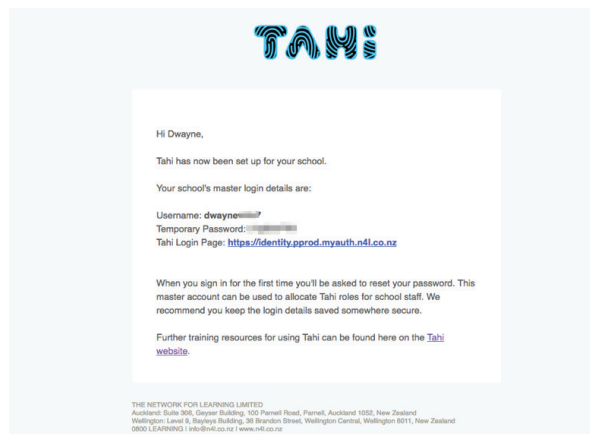 TAHi
Hi Dwayne,
Tahi has now been set up for your school.
Your school's master login details are:
Username: dwayne
Temporary Password:
Tahi Login Page: https://identity.pprod.myauth.n4l.co.nz
When you sign in for the first time you'll be asked to reset your password. This
master account can be used to allocate Tahi roles for school staff. We
recommend you keep the login details saved somewhere secure.
Further training resources for using Tahi can be found here on the Tahi
website.
THE NETWORK FOR LEARNING LIMITED
Auckland: Suite 306, Geyser Building, 100 Parnell Road, Parnell, Auckland 1052, New Zealand
Wellington: Level 9, Bayleys Building, 36 Brandon Street, Wellington Central, Wellington 6011, New Zealand
0800 LEARNING I info@n4l.co.nz I www.n4l.co.nz